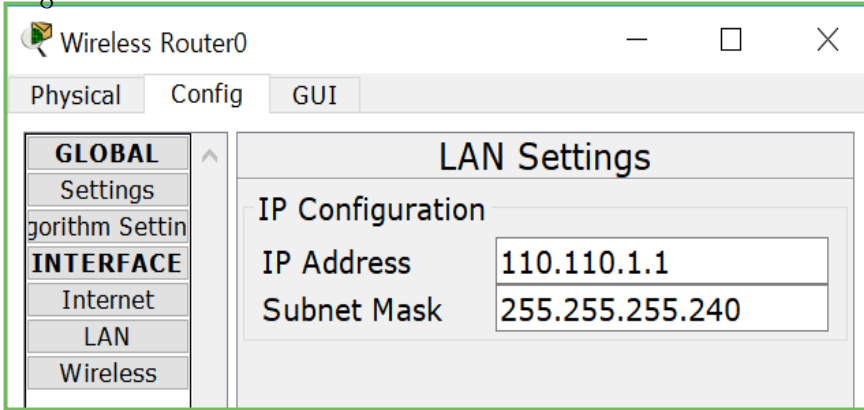 Wireless Router0
Physical Config GUI
GLOBAL
Settings
gorithm Settin
INTERFACE
Internet
LAN
Wireless
LAN Settings
IP Configuration
IP Address 110.110.1.1
Subnet Mask 255.255.255.240